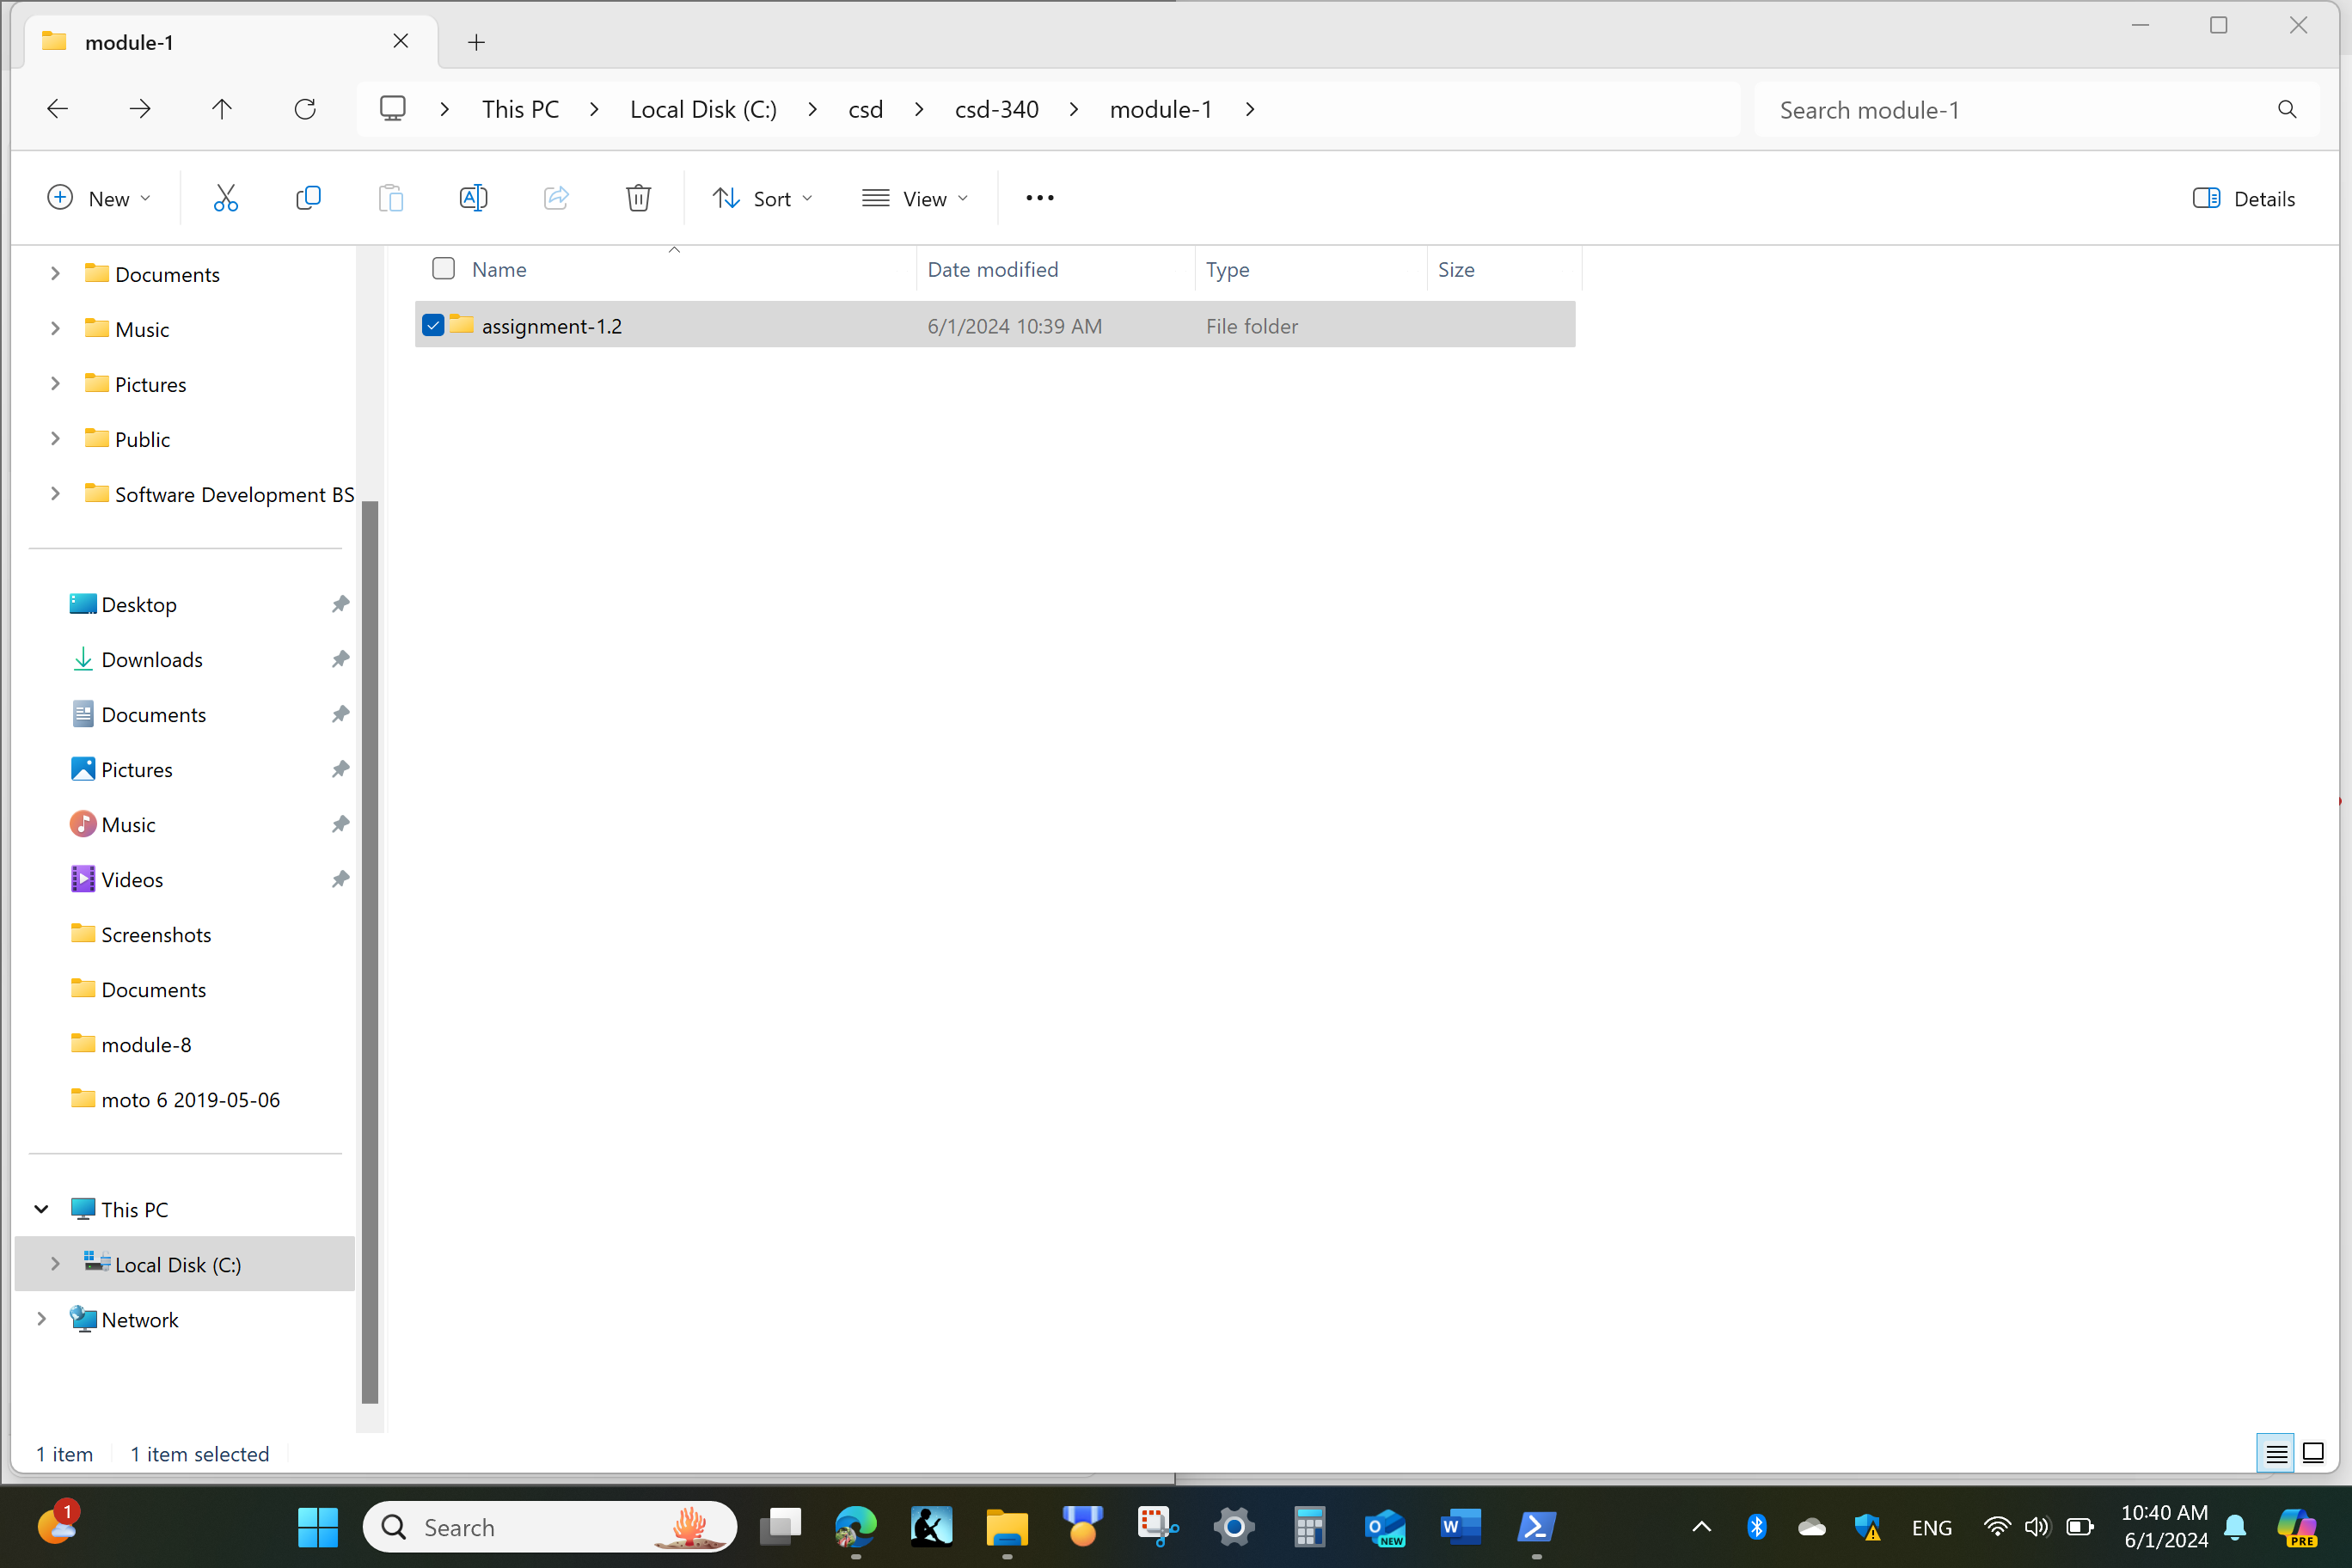 module-1
This PC
Local Disk (C:)
csd
csd-340
module-1
Search module-1
New
Sort
View
Details
Name
Date modified
Type
Size
assignment-1.2
6/1/2024 10:39 AM
File folder
Documents
Music
Pictures
Public
Software Development BS
Desktop
Downloads
Documents
Pictures
Music
Videos
Screenshots
Documents
module-8
moto 6 2019-05-06
This PC
Local Disk (C:)
Network
1 item
1 item selected
1
Search
NEW
ENG
10:40 AM
6/1/2024
PRE